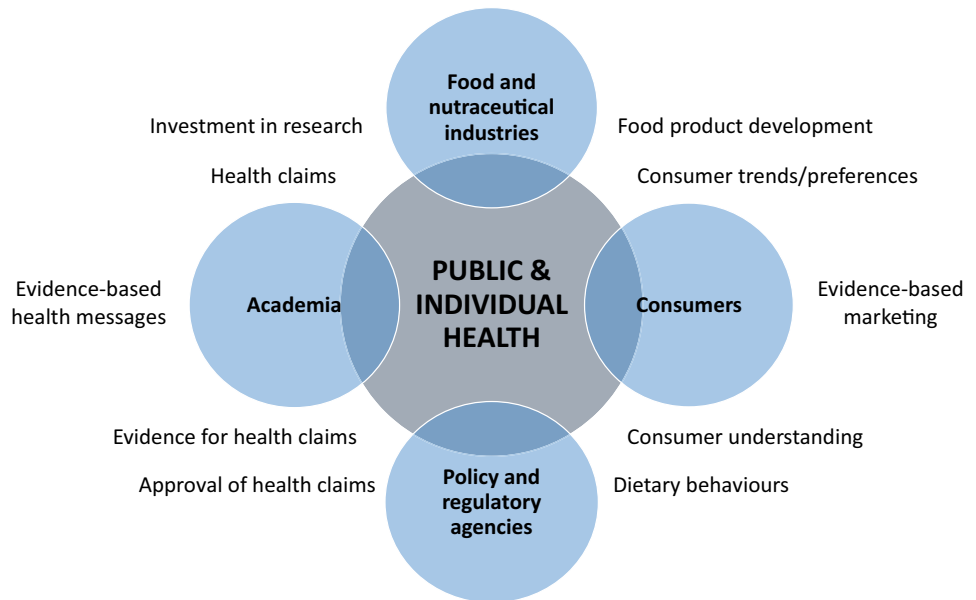 Food and
nutraceutical
industries
Investment in research
Food product development
Health claims
Consumer trends/preferences
PUBLIC &
INDIVIDUAL
HEALTH
Evidence-based
health messages
Academia
Consumers
Evidence-based
marketing
Evidence for health claims
Consumer understanding
Approval of health claims
Policy and
regulatory
agencies
Dietary behaviours